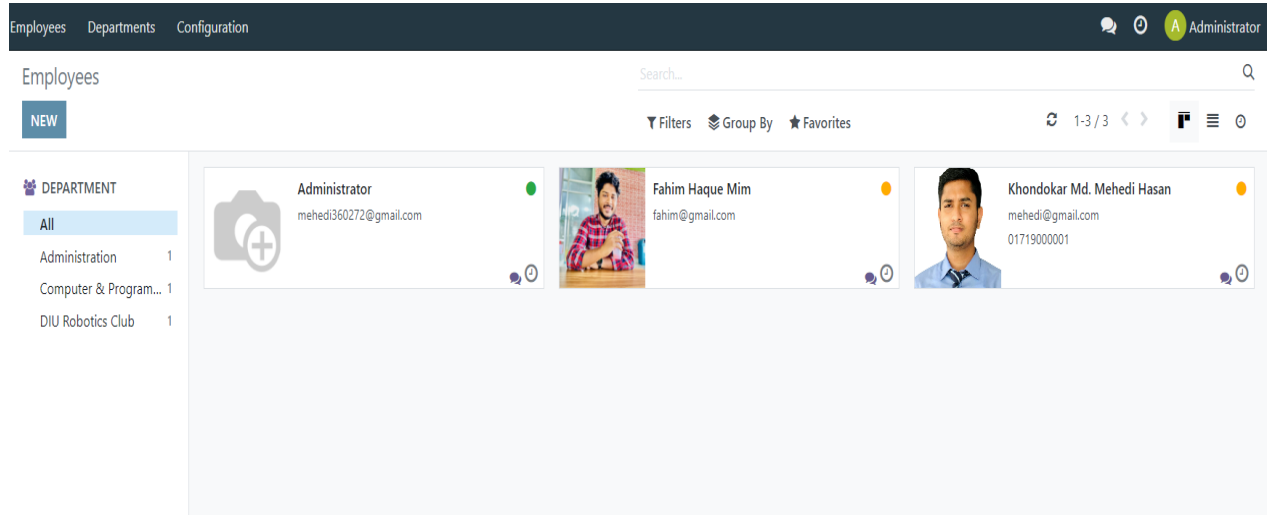 Employees Departments Configuration A Administrator
Employees Search...
NEW Filters Group By Favorites 1-3 / 3
DEPARTMENT
All
Administration 1
Computer & Program... 1
DIU Robotics Club 1
Administrator
mehedi360272@gmail.com
Fahim Haque Mim
fahim@gmail.com
Khondokar Md. Mehedi Hasan
mehedi@gmail.com
01719000001